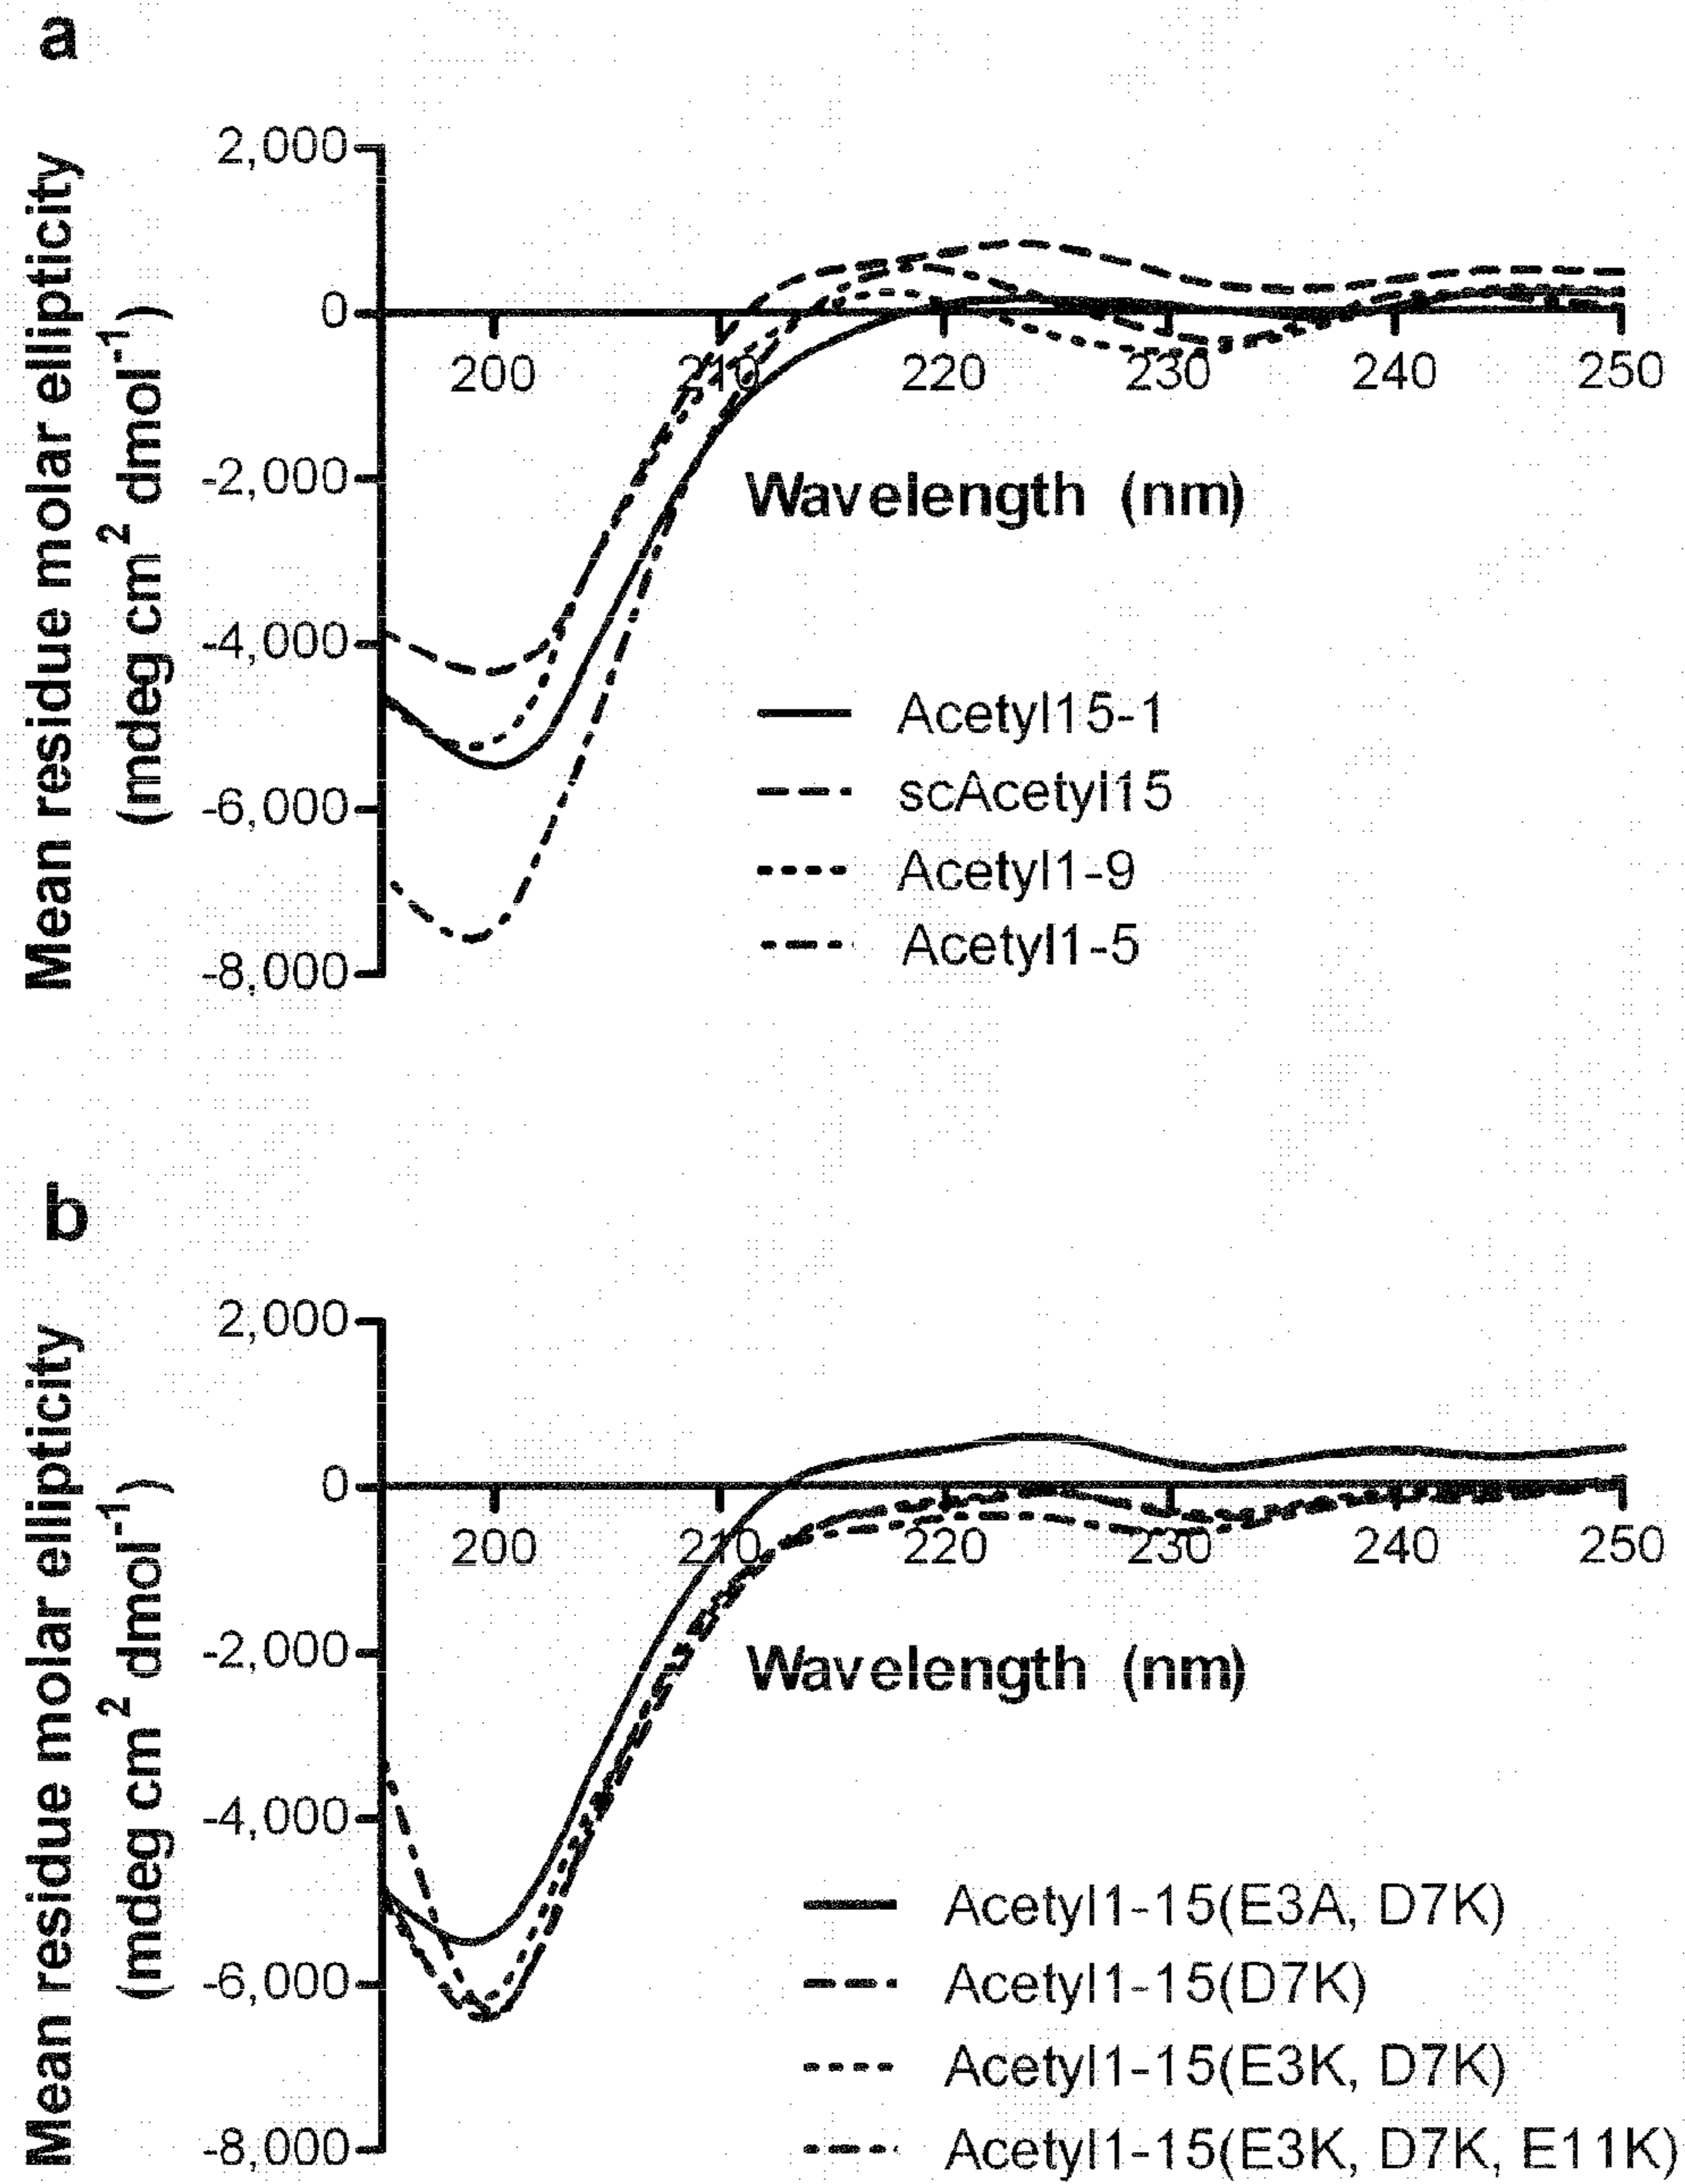 a
Mean residue molar ellipticity
(mdeg cm² dmol⁻¹)
2,000
0
-2,000
-4,000
-6,000
-8,000
200
210
220
230
240
250
Wavelength (nm)
Acetyl15-1
scAcetyl15
Acetyl1-9
Acetyl1-5
b
Mean residue molar ellipticity
(mdeg cm² dmol⁻¹)
2,000
0
-2,000
-4,000
-6,000
-8,000
200
210
220
230
240
250
Wavelength (nm)
Acetyl1-15(E3A, D7K)
Acetyl1-15(D7K)
Acetyl1-15(E3K, D7K)
Acetyl1-15(E3K, D7K, E11K)